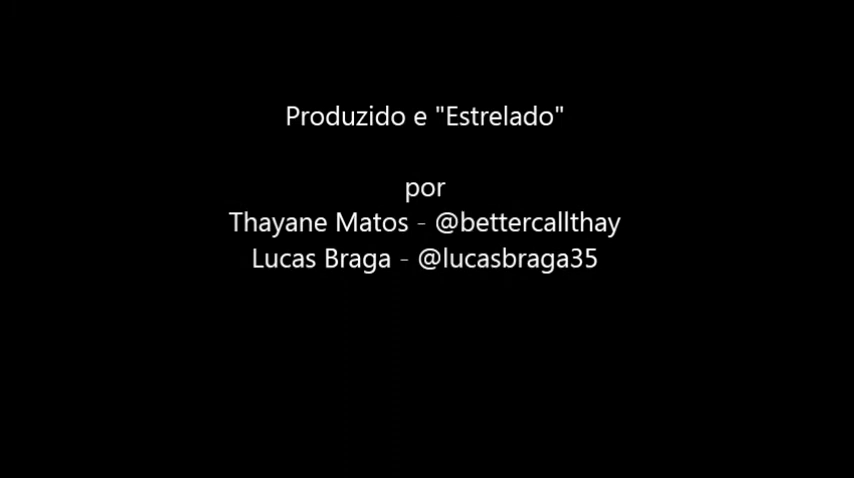 Produzido e "Estrelado"
por
Thayane Matos - @bettercallthay
Lucas Braga - @lucasbraga35